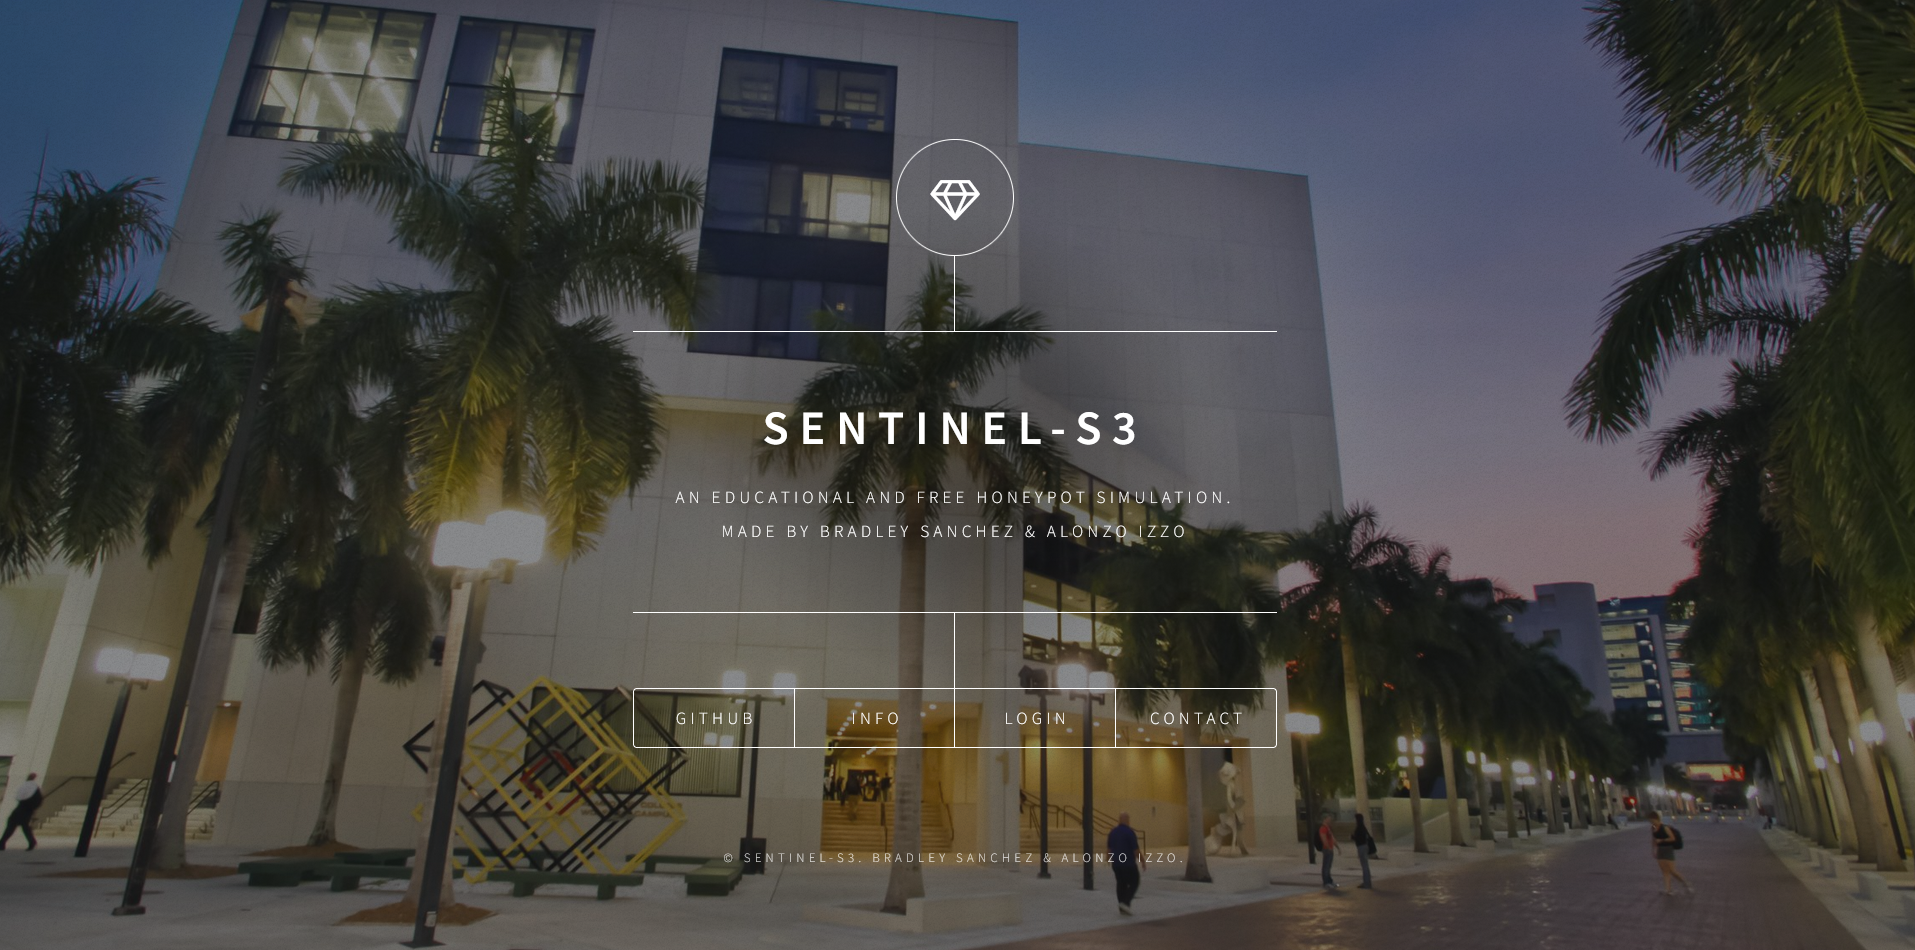 SENTINEL-S3
AN EDUCATIONAL AND FREE HONEYPOT SIMULATION.
MADE BY BRADLEY SANCHEZ & ALONZO IZZO
GITHUB
INFO
LOGIN
CONTACT
© SENTINEL-S3. BRADLEY SANCHEZ & ALONZO IZZO.